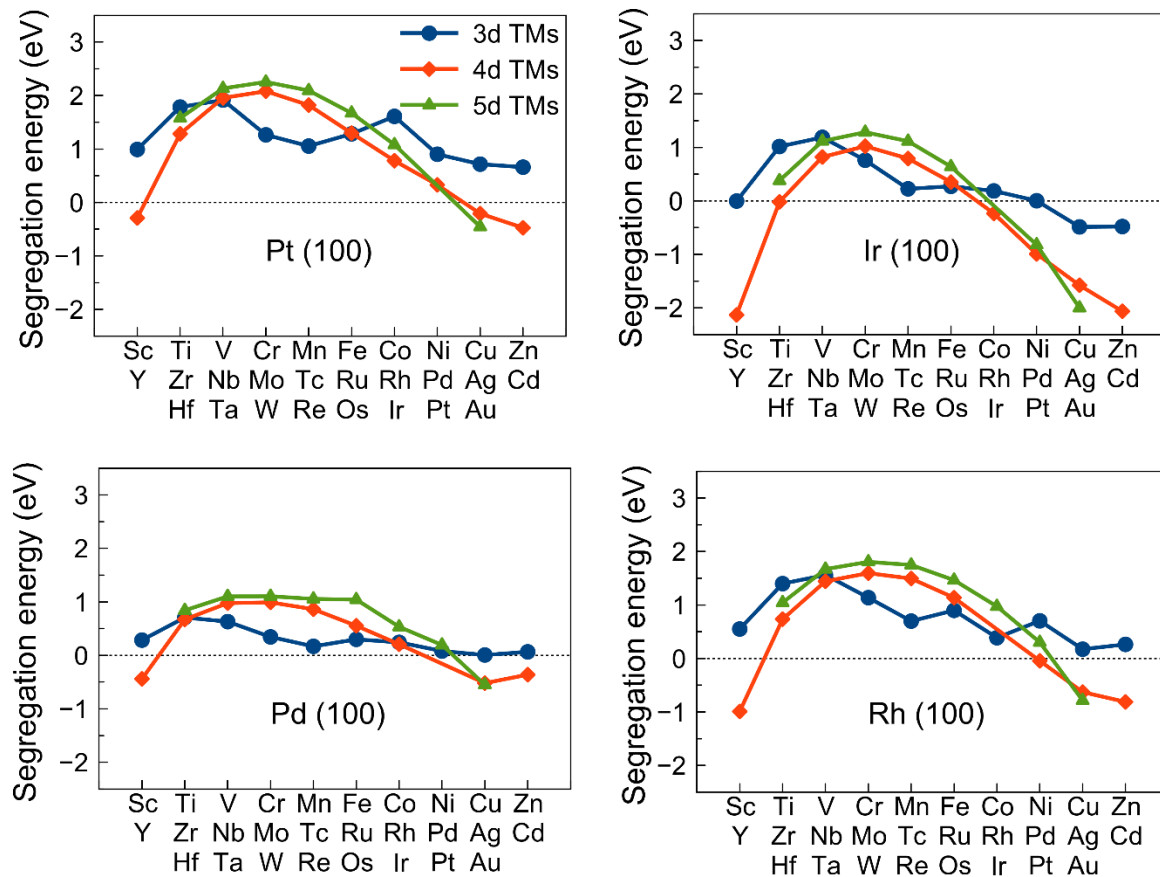 Segregation energy (eV)
3
2
1
0
−1
−2
3d TMs
4d TMs
5d TMs
Pt (100)
Sc Ti V Cr Mn Fe Co Ni Cu Zn
Y Zr Nb Mo Tc Ru Rh Pd Ag Cd
Hf Ta W Re Os Ir Pt Au
Segregation energy (eV)
3
2
1
0
−1
−2
Ir (100)
Sc Ti V Cr Mn Fe Co Ni Cu Zn
Y Zr Nb Mo Tc Ru Rh Pd Ag Cd
Hf Ta W Re Os Ir Pt Au
Segregation energy (eV)
3
2
1
0
−1
−2
Pd (100)
Sc Ti V Cr Mn Fe Co Ni Cu Zn
Y Zr Nb Mo Tc Ru Rh Pd Ag Cd
Hf Ta W Re Os Ir Pt Au
Segregation energy (eV)
3
2
1
0
−1
−2
Rh (100)
Sc Ti V Cr Mn Fe Co Ni Cu Zn
Y Zr Nb Mo Tc Ru Rh Pd Ag Cd
Hf Ta W Re Os Ir Pt Au